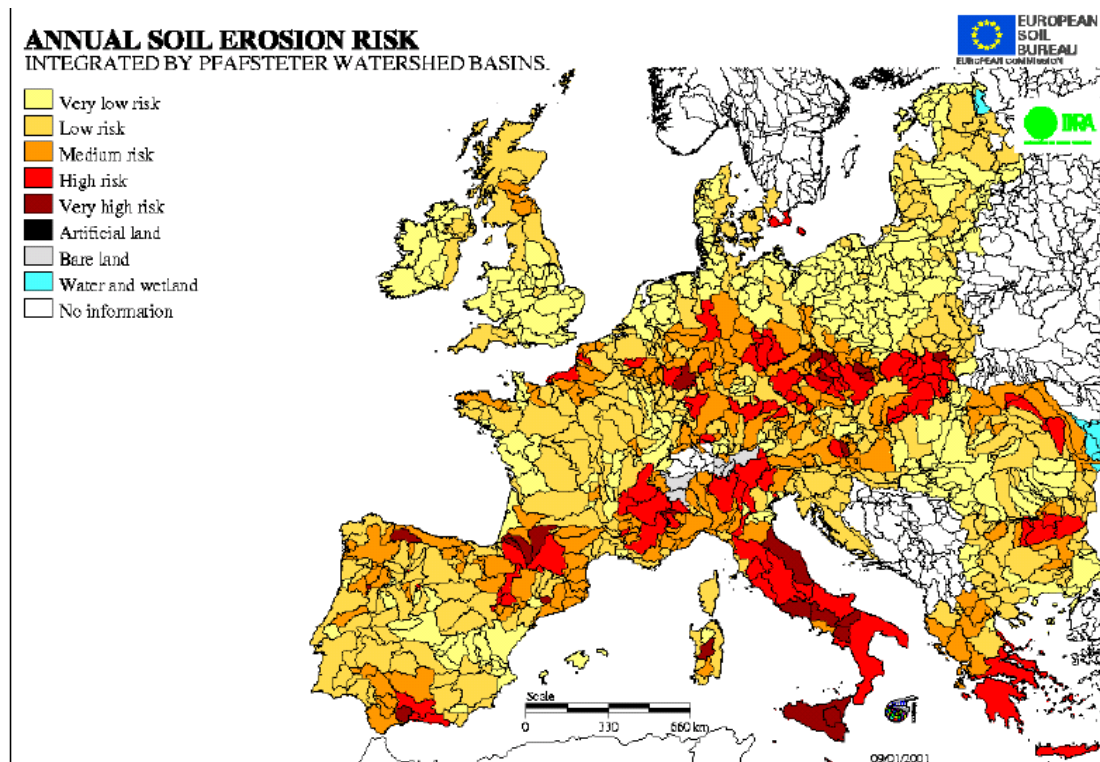 ANNUAL SOIL EROSION RISK
INTEGRATED BY PFAFSTETER WATERSHED BASINS.
Very low risk
Low risk
Medium risk
High risk
Very high risk
Artificial land
Bare land
Water and wetland
No information
EUROPEAN
SOIL
BUREAU
EUROPEAN COMMISSION
Scale
0 330 660 km
09/01/2001